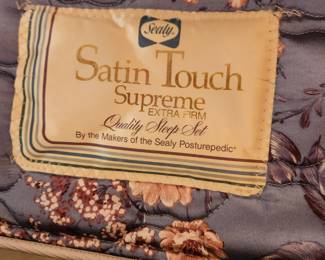 Sealy
Satin Touch
Supreme
EXTRA FIRM
Quality Sleep Set
By the Makers of the Sealy Posturepedic®